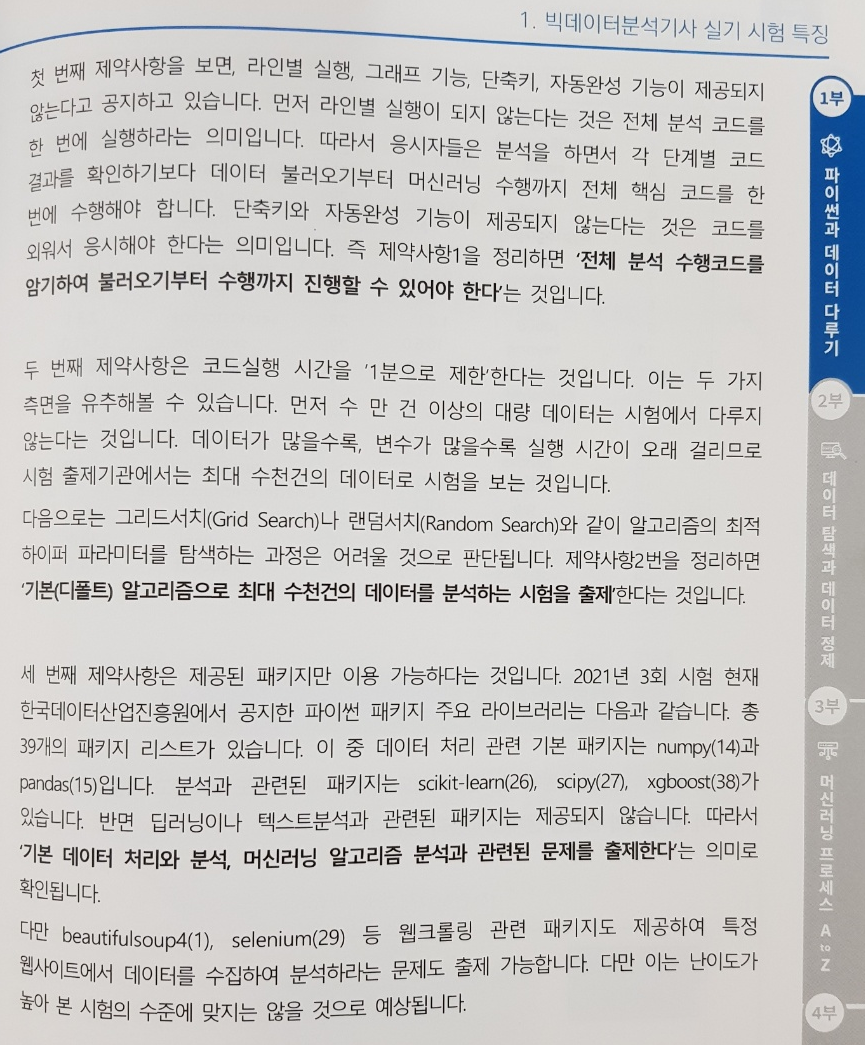 1. 빅데이터분석기사 실기 시험 특징
첫 번째 제약사항을 보면, 라인별 실행, 그래프 기능, 단축키, 자동완성 기능이 제공되지
않는다고 공지하고 있습니다. 먼저 라인별 실행이 되지 않는다는 것은 전체 분석 코드를
한 번에 실행하라는 의미입니다. 따라서 응시자들은 분석을 하면서 각 단계별 코드
결과를 확인하기보다 데이터 불러오기부터 머신러닝 수행까지 전체 핵심 코드를 한
번에 수행해야 합니다. 단축키와 자동완성 기능이 제공되지 않는다는 것은 코드를
외워서 응시해야 한다는 의미입니다. 즉 제약사항1을 정리하면 '전체 분석 수행코드를
암기하여 불러오기부터 수행까지 진행할 수 있어야 한다'는 것입니다.
두 번째 제약사항은 코드실행 시간을 '1분으로 제한'한다는 것입니다. 이는 두 가지
측면을 유추해볼 수 있습니다. 먼저 수 만 건 이상의 대량 데이터는 시험에서 다루지
않는다는 것입니다. 데이터가 많을수록, 변수가 많을수록 실행 시간이 오래 걸리므로
시험 출제기관에서는 최대 수천건의 데이터로 시험을 보는 것입니다.
다음으로는 그리드서치(Grid Search)나 랜덤서치(Random Search)와 같이 알고리즘의 최적
하이퍼 파라미터를 탐색하는 과정은 어려울 것으로 판단됩니다. 제약사항2번을 정리하면
'기본(디폴트) 알고리즘으로 최대 수천건의 데이터를 분석하는 시험을 출제'한다는 것입니다.
세 번째 제약사항은 제공된 패키지만 이용 가능하다는 것입니다. 2021년 3회 시험 현재
한국데이터산업진흥원에서 공지한 파이썬 패키지 주요 라이브러리는 다음과 같습니다. 총
39개의 패키지 리스트가 있습니다. 이 중 데이터 처리 관련 기본 패키지는 numpy(14)과
pandas(15)입니다. 분석과 관련된 패키지는 scikit-learn(26), scipy(27), xgboost(38)가
있습니다. 반면 딥러닝이나 텍스트분석과 관련된 패키지는 제공되지 않습니다. 따라서
'기본 데이터 처리와 분석, 머신러닝 알고리즘 분석과 관련된 문제를 출제한다'는 의미로
확인됩니다.
다만 beautifulsoup4(1), selenium(29) 등 웹크롤링 관련 패키지도 제공하여 특정
웹사이트에서 데이터를 수집하여 분석하라는 문제도 출제 가능합니다. 다만 이는 난이도가
높아 본 시험의 수준에 맞지는 않을 것으로 예상됩니다.
1부
파이썬과 데이터 다루기
2부
데이터 탐색과 데이터 정제
3부
머신러닝 프로세스 A to Z
4부